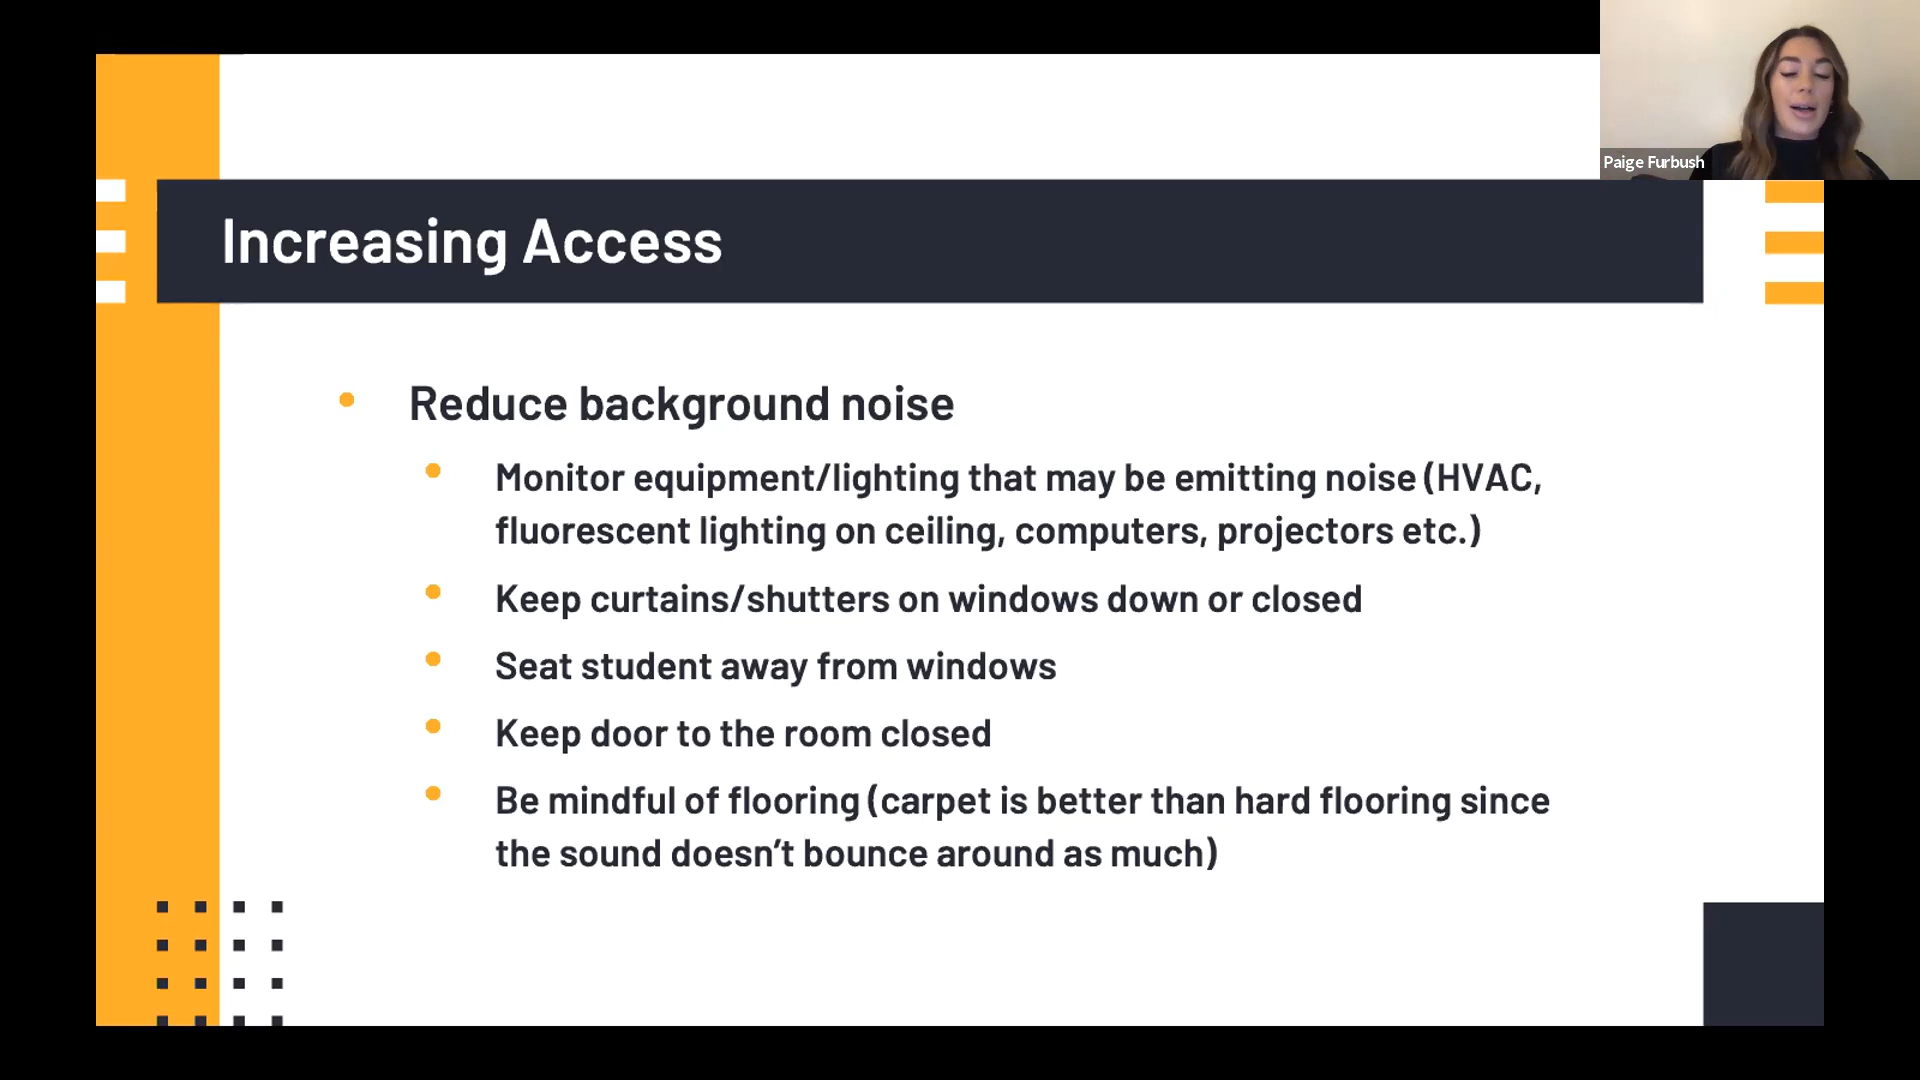 Paige Furbush
Increasing Access
Reduce background noise
Monitor equipment/lighting that may be emitting noise (HVAC,
fluorescent lighting on ceiling, computers, projectors etc.)
Keep curtains/shutters on windows down or closed
Seat student away from windows
Keep door to the room closed
Be mindful of flooring (carpet is better than hard flooring since
the sound doesn’t bounce around as much)